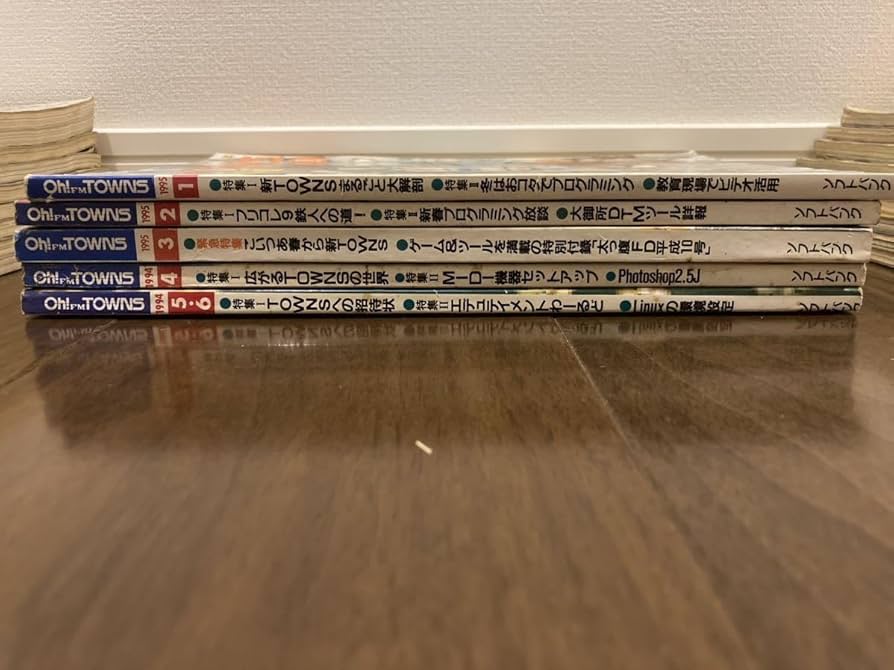 Oh!FM TOWNS 1995 1 ●特集I 新TOWNSまるごと大解剖 ●特集II 冬はおコタでプログラミング ●教育現場でビデオ活用 ソフトバンク
Oh!FM TOWNS 1995 2 ●特集I フリコレ9鉄人への道! ●特集II 新春プログラミング放談 ●大御所DTMツール詳報 ソフトバンク
Oh!FM TOWNS 1995 3 ●緊急特集 こいつぁ春から新TOWNS ●ゲーム&ツールを満載の特別付録「太っ腹FD平成10号」 ソフトバンク
Oh!FM TOWNS 1994 4 ●特集I 広がるTOWNSの世界 ●特集II MIDI機器セットアップ ●Photoshop2.5J ソフトバンク
Oh!FM TOWNS 1994 5・6 ●特集I TOWNSへの招待状 ●特集II エデュテイメントわーるど ●Linuxの環境設定 ソフトバンク